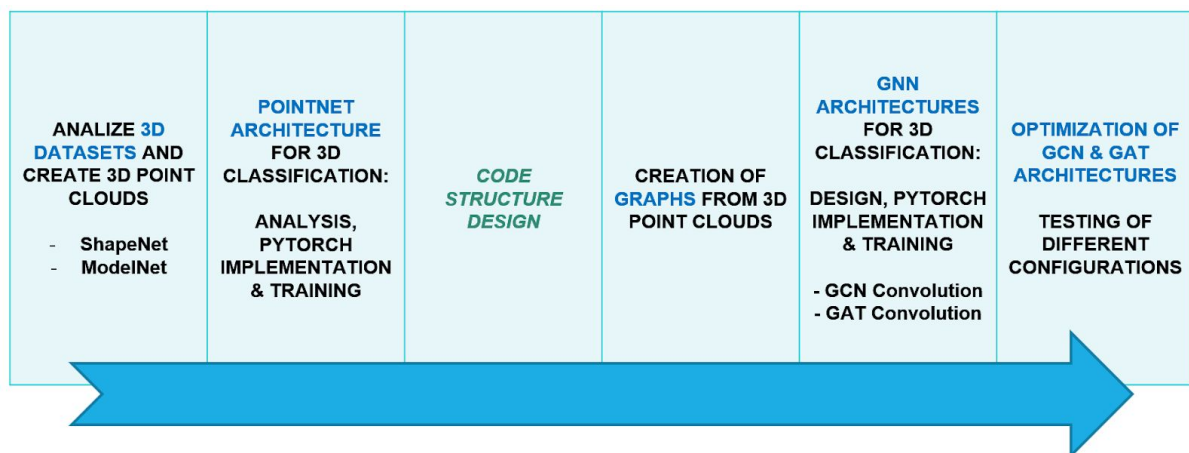 ANALIZE 3D
DATASETS AND
CREATE 3D POINT
CLOUDS
- ShapeNet
- ModelNet
POINTNET
ARCHITECTURE
FOR 3D
CLASSIFICATION:
ANALYSIS,
PYTORCH
IMPLEMENTATION
& TRAINING
CODE
STRUCTURE
DESIGN
CREATION OF
GRAPHS FROM 3D
POINT CLOUDS
GNN
ARCHITECTURES
FOR 3D
CLASSIFICATION:
DESIGN, PYTORCH
IMPLEMENTATION
& TRAINING
- GCN Convolution
- GAT Convolution
OPTIMIZATION OF
GCN & GAT
ARCHITECTURES
TESTING OF
DIFFERENT
CONFIGURATIONS